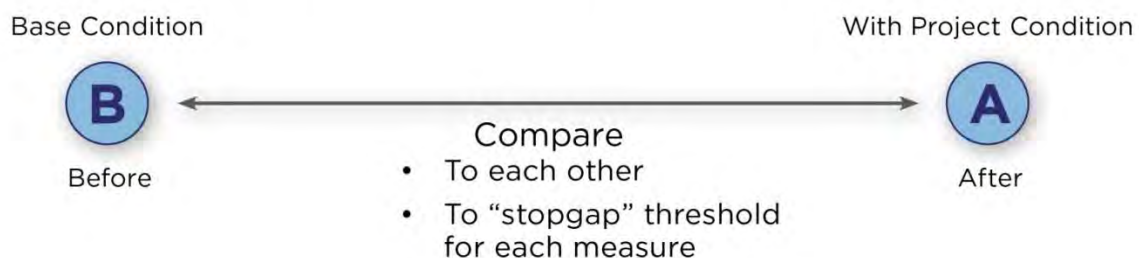 Base Condition
With Project Condition
B
A
Before
After
Compare
• To each other
• To “stopgap” threshold
for each measure